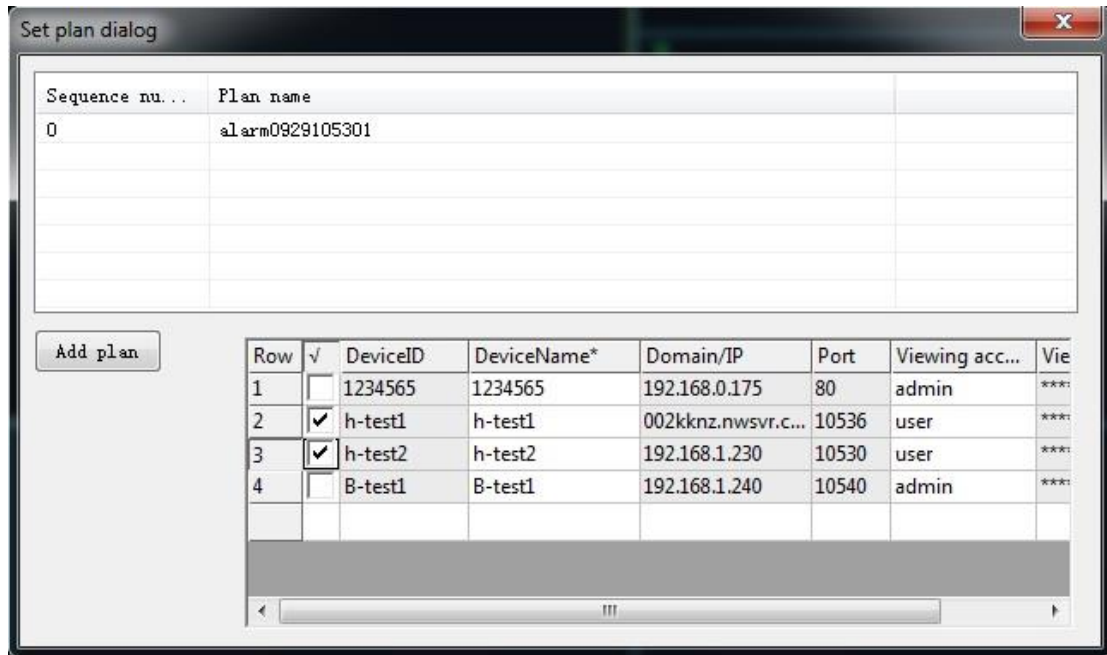 Set plan dialog
Sequence nu... Plan name
0 alarm0929105301
Add plan
Row √ DeviceID DeviceName* Domain/IP Port Viewing acc... Vie
1 1234565 1234565 192.168.0.175 80 admin ***
2 ✔ h-test1 h-test1 002kknz.nwsvr.c... 10536 user ***
3 ✔ h-test2 h-test2 192.168.1.230 10530 user ***
4 B-test1 B-test1 192.168.1.240 10540 admin ***